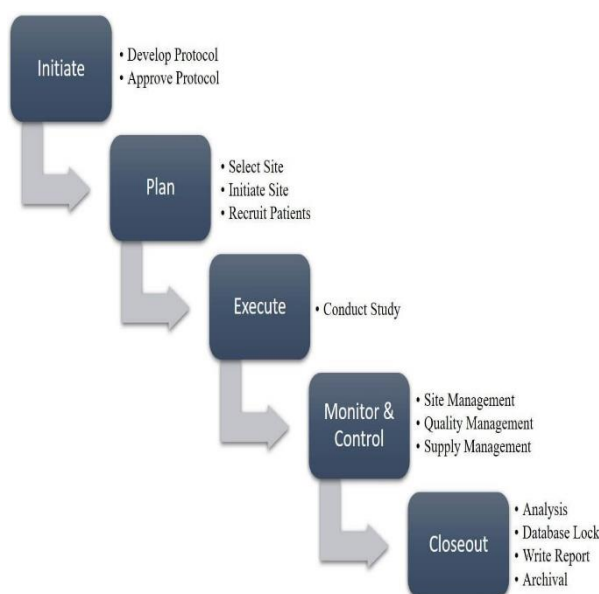 Initiate
• Develop Protocol
• Approve Protocol
Plan
• Select Site
• Initiate Site
• Recruit Patients
Execute
• Conduct Study
Monitor &
Control
• Site Management
• Quality Management
• Supply Management
Closeout
• Analysis
• Database Lock
• Write Report
• Archival